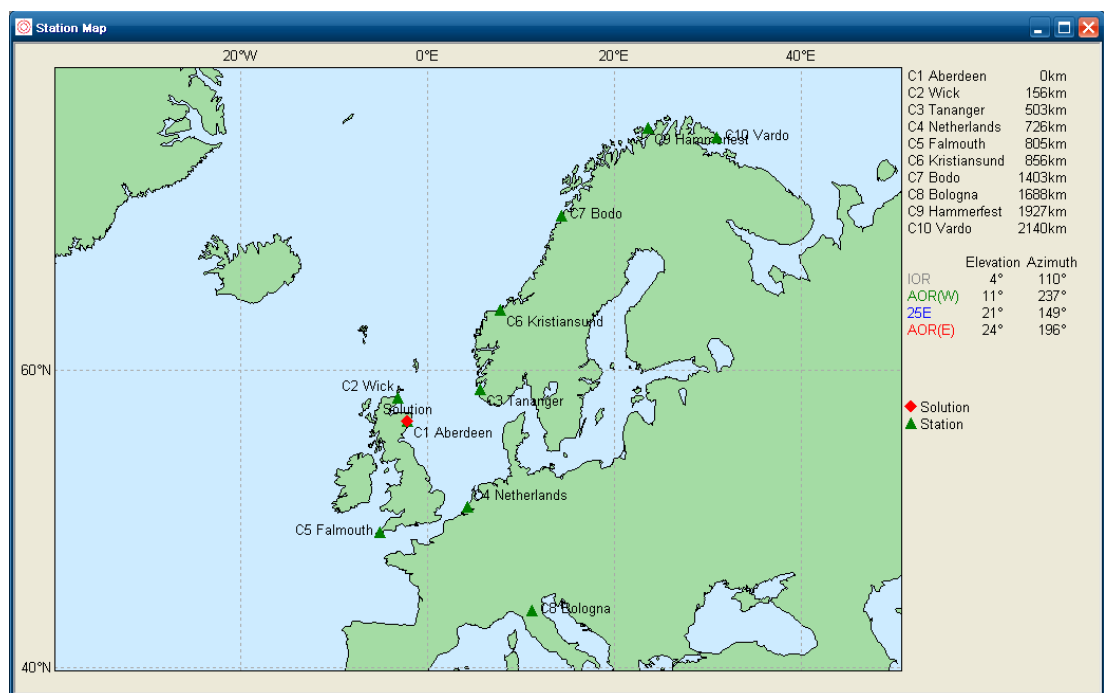 Station Map
20°W 0°E 20°E 40°E
C1 Aberdeen 0km
C2 Wick 156km
C3 Tananger 503km
C4 Netherlands 726km
C5 Falmouth 805km
C6 Kristiansund 856km
C7 Bodo 1403km
C8 Bologna 1688km
C9 Hammerfest 1927km
C10 Vardo 2140km
Elevation Azimuth
IOR 4° 110°
AOR(W) 11° 237°
25E 21° 149°
AOR(E) 24° 196°
Solution
Station
C10 Vardo
C9 Hammerfest
C7 Bodo
C6 Kristiansund
60°N
C2 Wick
C3 Tananger
Solution
C1 Aberdeen
C4 Netherlands
C5 Falmouth
C8 Bologna
40°N